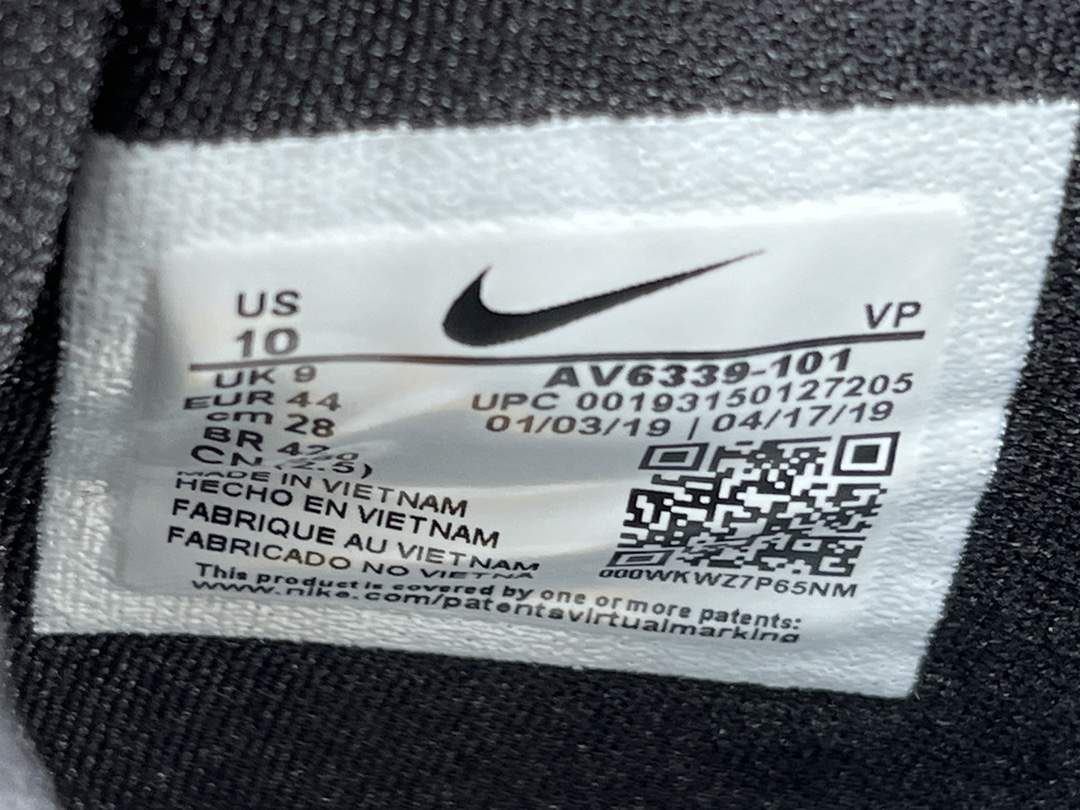 US
10
VP
UK 9
EUR 44
cm 28
BR 42
CN (2.5)
AV6339-101
UPC 00193150127205
01/03/19 | 04/17/19
MADE IN VIETNAM
HECHO EN VIETNAM
FABRIQUE AU VIETNAM
FABRICADO NO VIETNA
000WKWZ7P65NM
This product is covered by one or more patents:
www.nike.com/patentsvirtualmarking